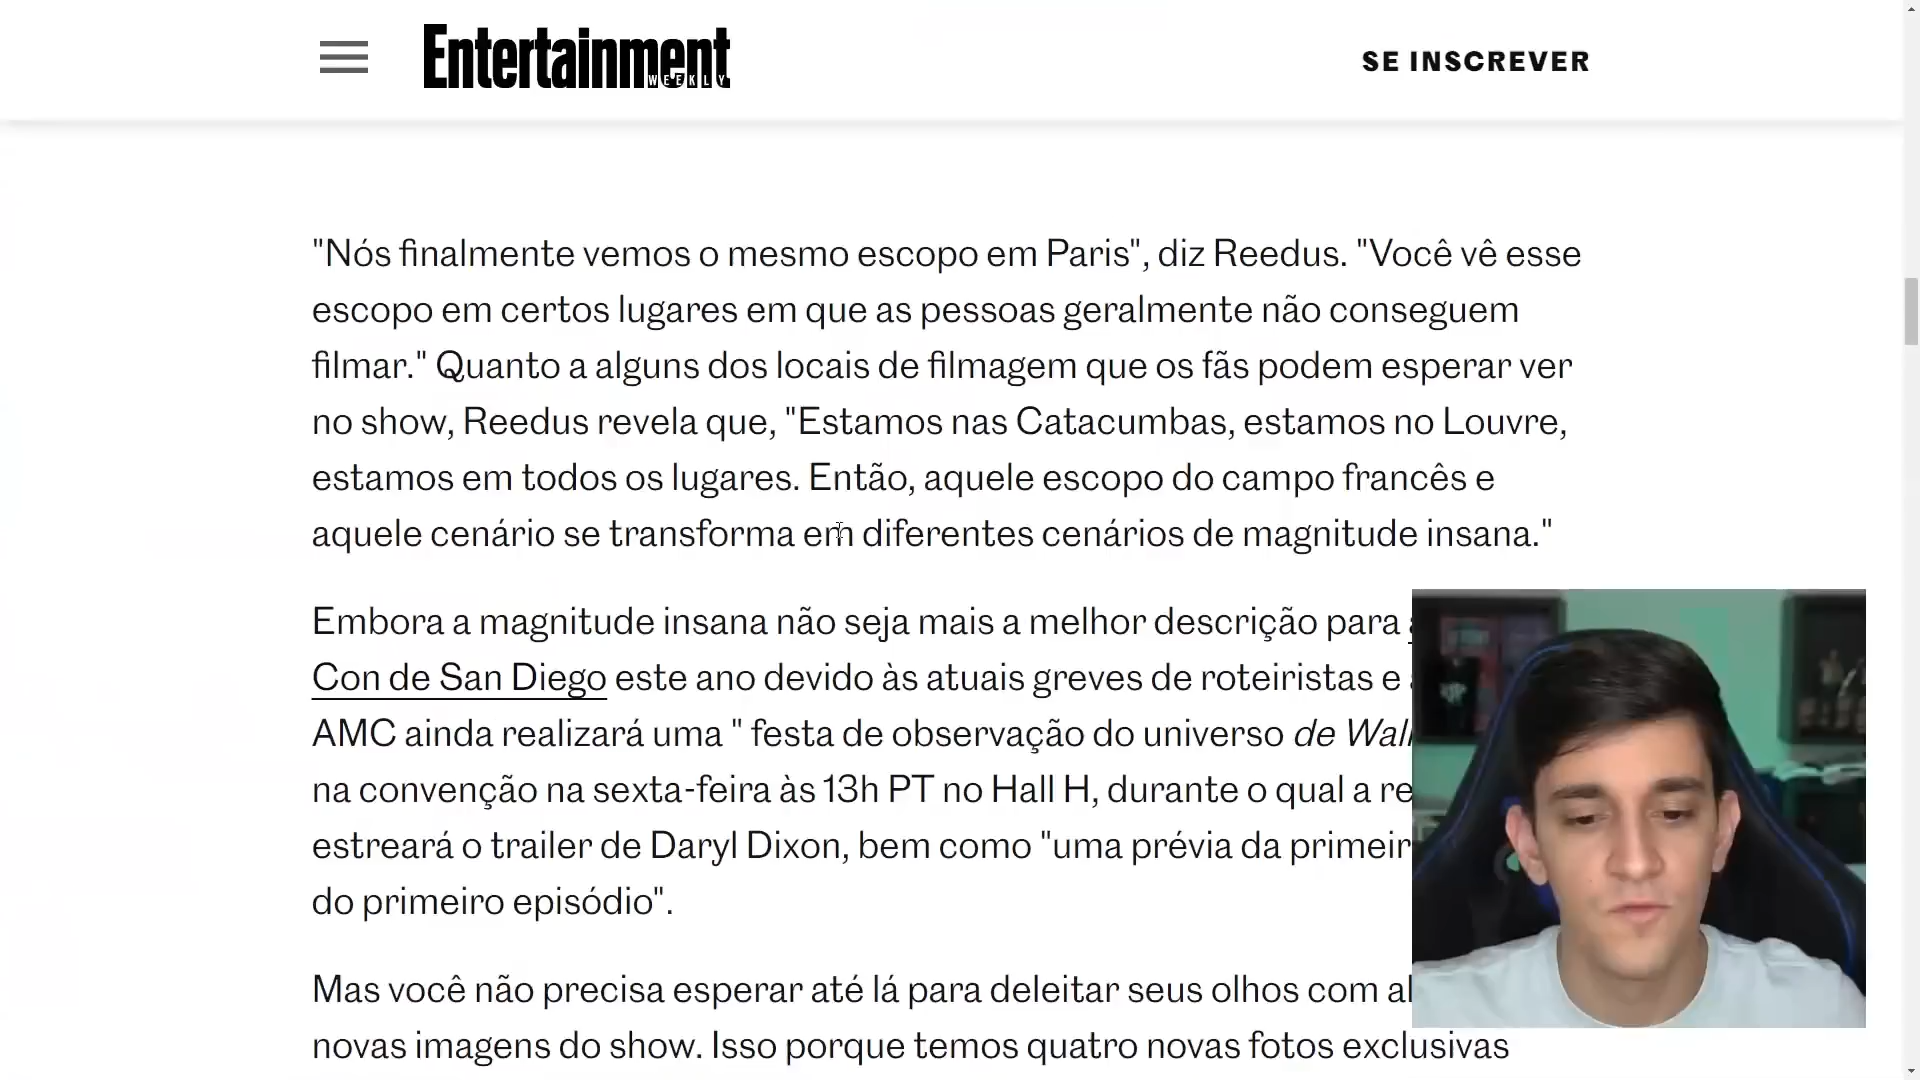 Entertainment
WEEKLY
SE INSCREVER
"Nós finalmente vemos o mesmo escopo em Paris", diz Reedus. "Você vê esse
escopo em certos lugares em que as pessoas geralmente não conseguem
filmar." Quanto a alguns dos locais de filmagem que os fãs podem esperar ver
no show, Reedus revela que, "Estamos nas Catacumbas, estamos no Louvre,
estamos em todos os lugares. Então, aquele escopo do campo francês e
aquele cenário se transforma em diferentes cenários de magnitude insana."
Embora a magnitude insana não seja mais a melhor descrição para
Con de San Diego este ano devido às atuais greves de roteiristas e
AMC ainda realizará uma " festa de observação do universo de
na convenção na sexta-feira às 13h PT no Hall H, durante o qual a
estreará o trailer de Daryl Dixon, bem como "uma prévia da
do primeiro episódio".
Mas você não precisa esperar até lá para deleitar seus olhos com
novas imagens do show. Isso porque temos quatro novas fotos exclusivas